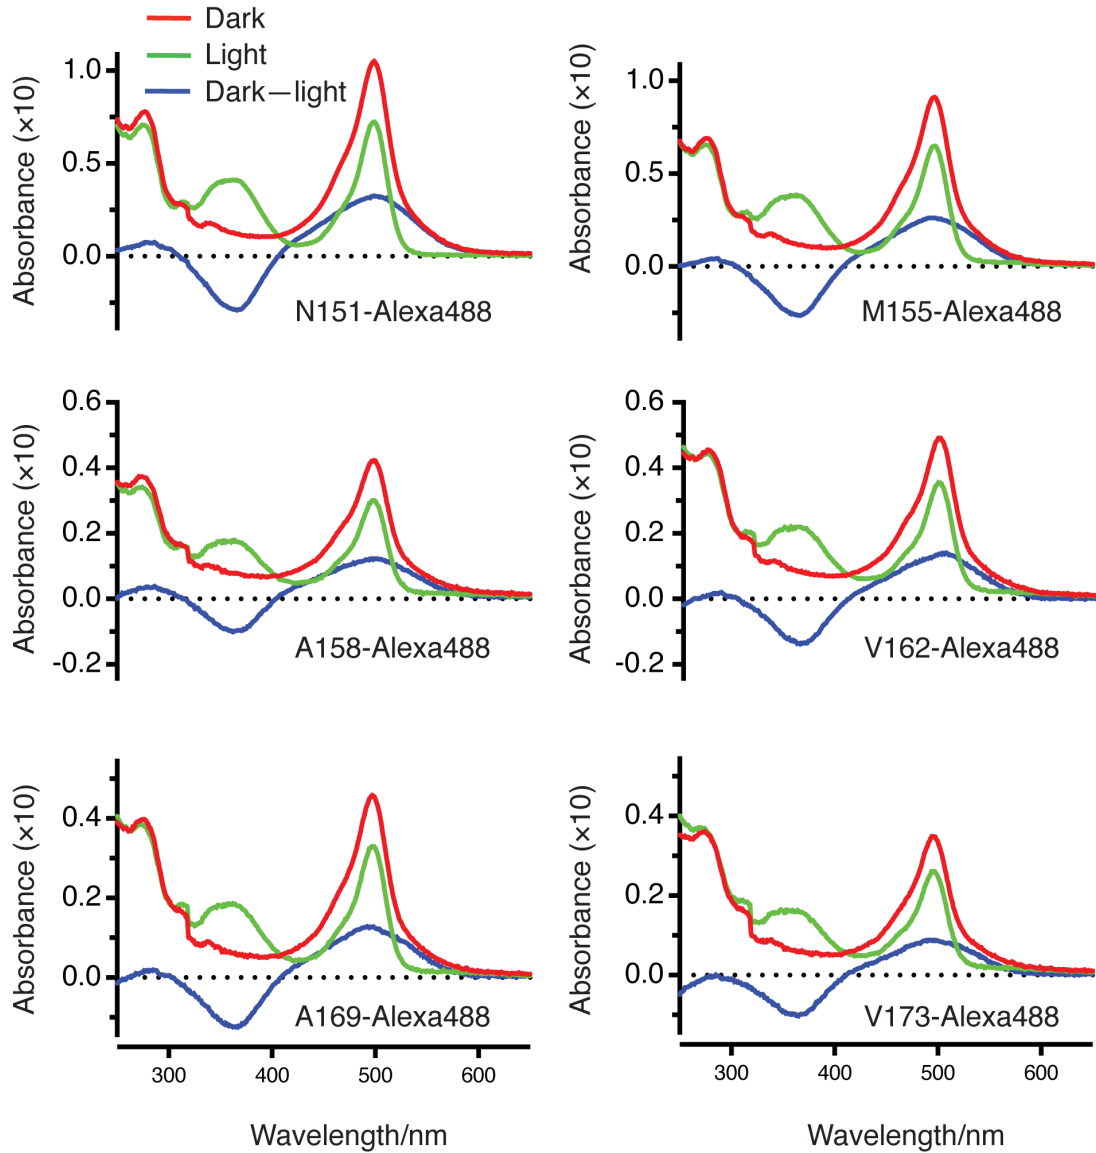 Dark
Light
Dark—light
Absorbance (×10)
1.0
0.5
0.0
N151-Alexa488
Absorbance (×10)
1.0
0.5
0.0
M155-Alexa488
Absorbance (×10)
0.6
0.4
0.2
0.0
-0.2
A158-Alexa488
Absorbance (×10)
0.6
0.4
0.2
0.0
-0.2
V162-Alexa488
Absorbance (×10)
0.4
0.2
0.0
A169-Alexa488
300 400 500 600
Wavelength/nm
Absorbance (×10)
0.4
0.2
0.0
V173-Alexa488
300 400 500 600
Wavelength/nm